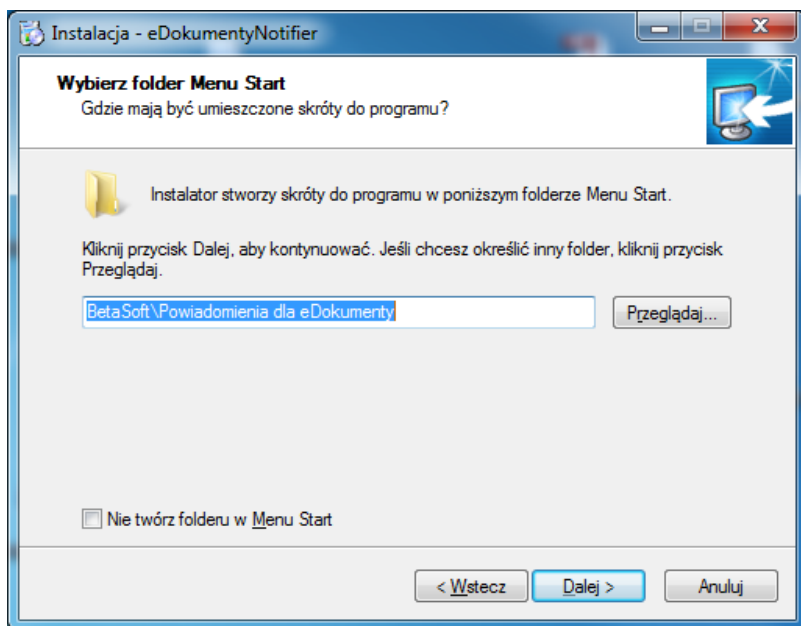 Instalacja - eDokumentyNotifier
Wybierz folder Menu Start
Gdzie mają być umieszczone skróty do programu?
Instalator stworzy skróty do programu w poniższym folderze Menu Start.
Kliknij przycisk Dalej, aby kontynuować. Jeśli chcesz określić inny folder, kliknij przycisk
Przeglądaj.
BetaSoft\Powiadomienia dla eDokumenty
Przeglądaj...
Nie twórz folderu w Menu Start
< Wstecz
Dalej >
Anuluj